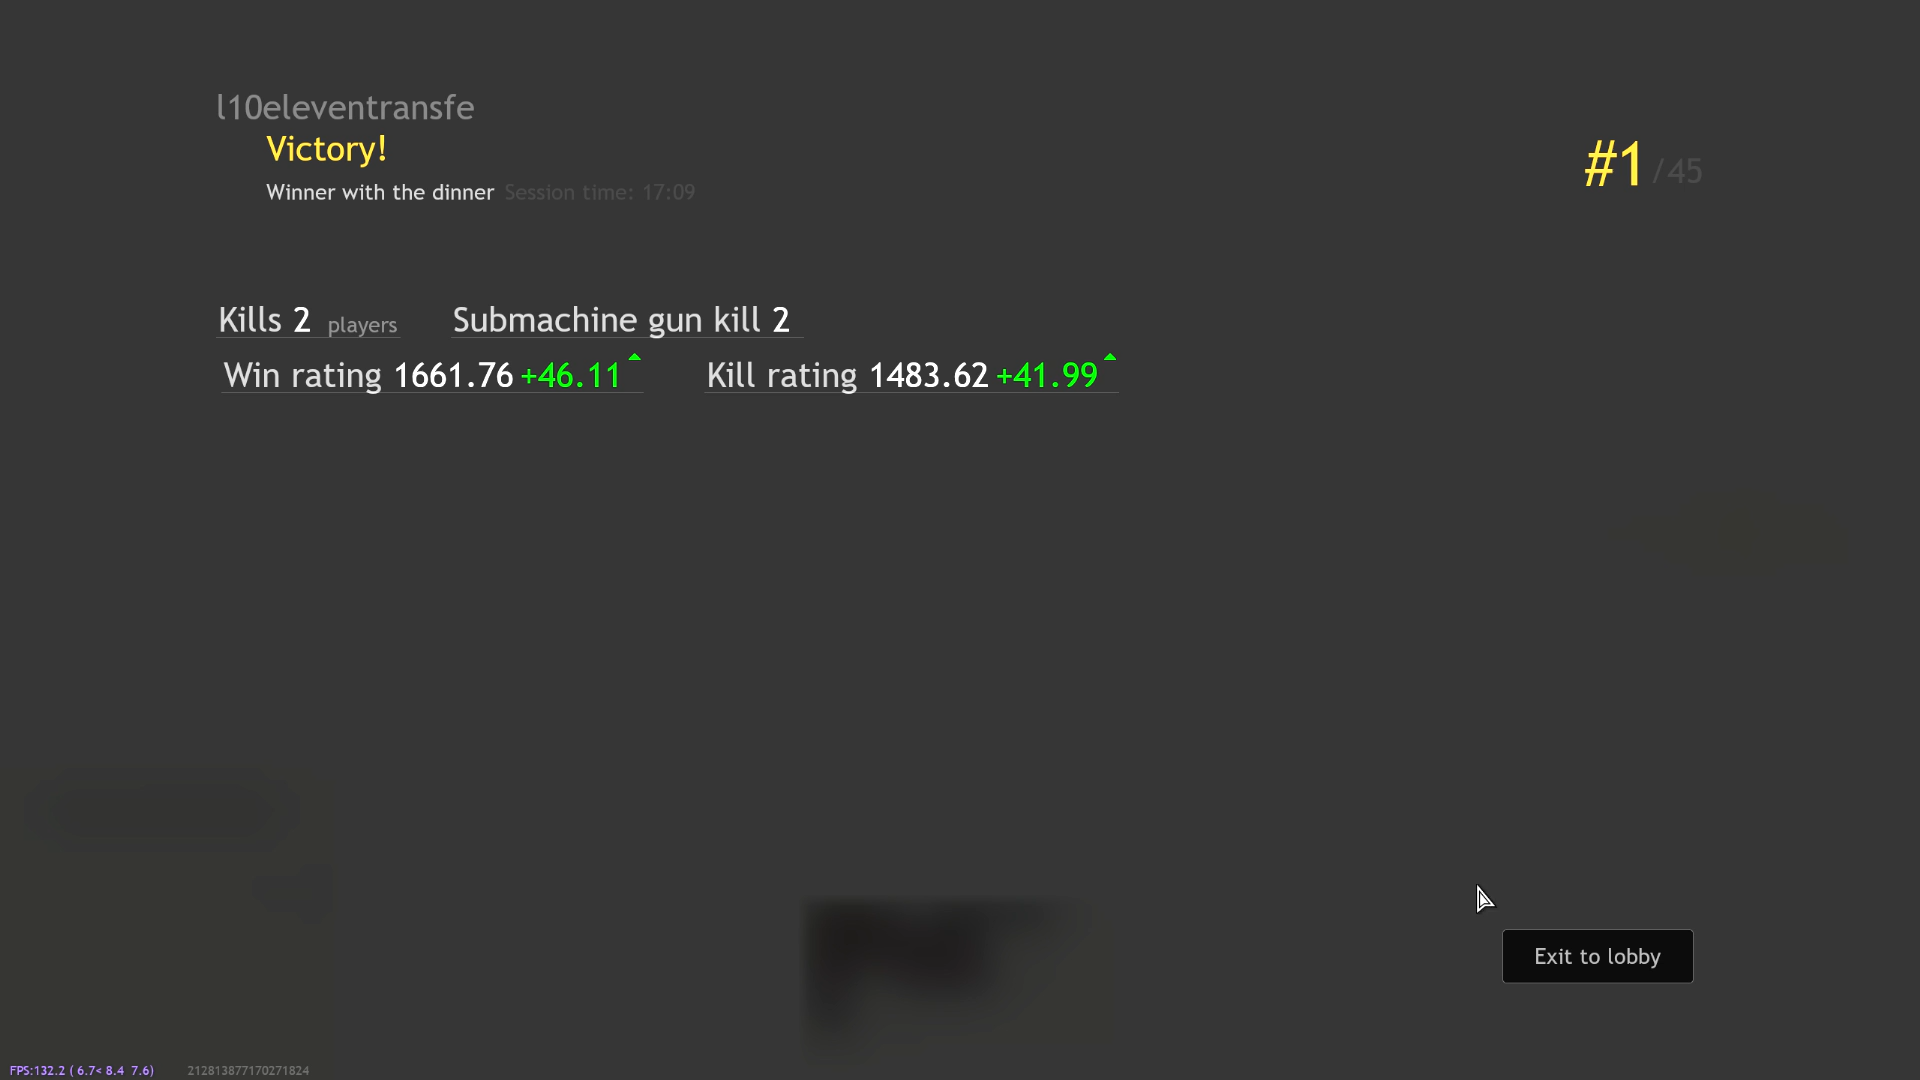 l10eleventransfe
Victory!
#1/45
Winner with the dinner Session time: 17:09
Kills 2 players Submachine gun kill 2
Win rating 1661.76 +46.11 Kill rating 1483.62 +41.99
Exit to lobby
FPS:132.2 ( 6.7< 8.4 7.6) 212813877170271824